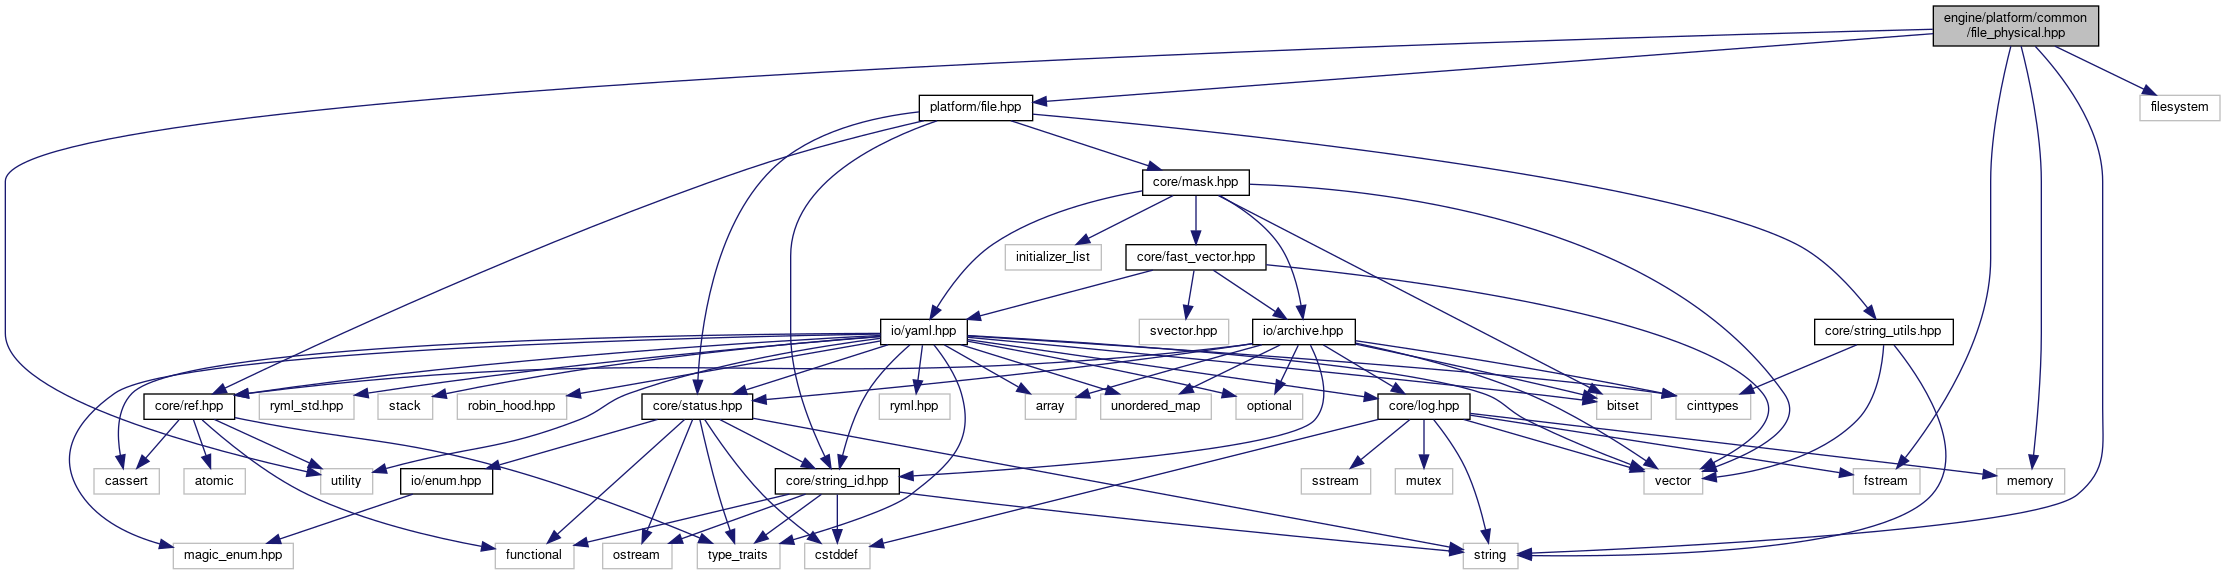 engine/platform/common
/file_physical.hpp
platform/file.hpp
filesystem
core/mask.hpp
initializer_list
core/fast_vector.hpp
io/yaml.hpp
svector.hpp
io/archive.hpp
core/string_utils.hpp
core/ref.hpp
ryml_std.hpp
stack
robin_hood.hpp
core/status.hpp
ryml.hpp
array
unordered_map
optional
core/log.hpp
bitset
cinttypes
cassert
atomic
utility
io/enum.hpp
core/string_id.hpp
sstream
mutex
vector
fstream
memory
magic_enum.hpp
functional
ostream
type_traits
cstddef
string